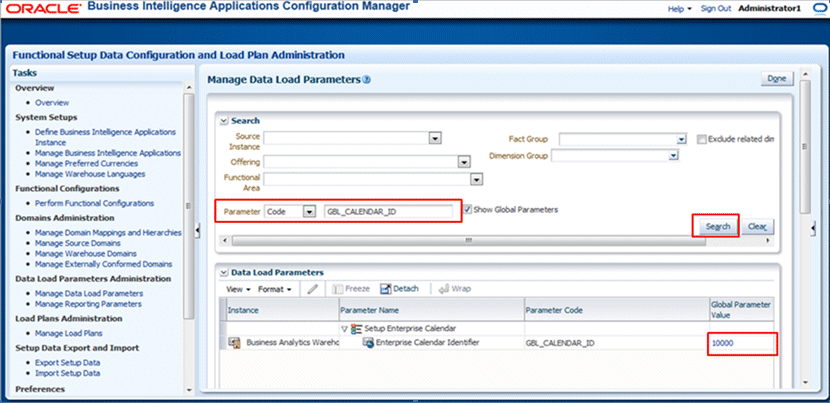 ORACLE Business Intelligence Applications Configuration Manager
Help Sign Out Administrator1
Functional Setup Data Configuration and Load Plan Administration
Tasks
Overview
Overview
System Setups
Define Business Intelligence Applications
Instance
Manage Business Intelligence Applications
Manage Preferred Currencies
Manage Warehouse Languages
Functional Configurations
Perform Functional Configurations
Domains Administration
Manage Domain Mappings and Hierarchies
Manage Source Domains
Manage Warehouse Domains
Manage Externally Conformed Domains
Data Load Parameters Administration
Manage Data Load Parameters
Manage Reporting Parameters
Load Plans Administration
Manage Load Plans
Setup Data Export and Import
Export Setup Data
Import Setup Data
Preferences
Manage Data Load Parameters
Done
Search
Source
Instance
Offering
Functional
Area
Fact Group
Exclude related dim
Dimension Group
Parameter Code GBL_CALENDAR_ID Show Global Parameters
Search Clear
Data Load Parameters
View Format Freeze Detach Wrap
Instance Parameter Name Parameter Code Global Parameter
Value
Setup Enterprise Calendar
Business Analytics Wareho Enterprise Calendar Identifier GBL_CALENDAR_ID 10000